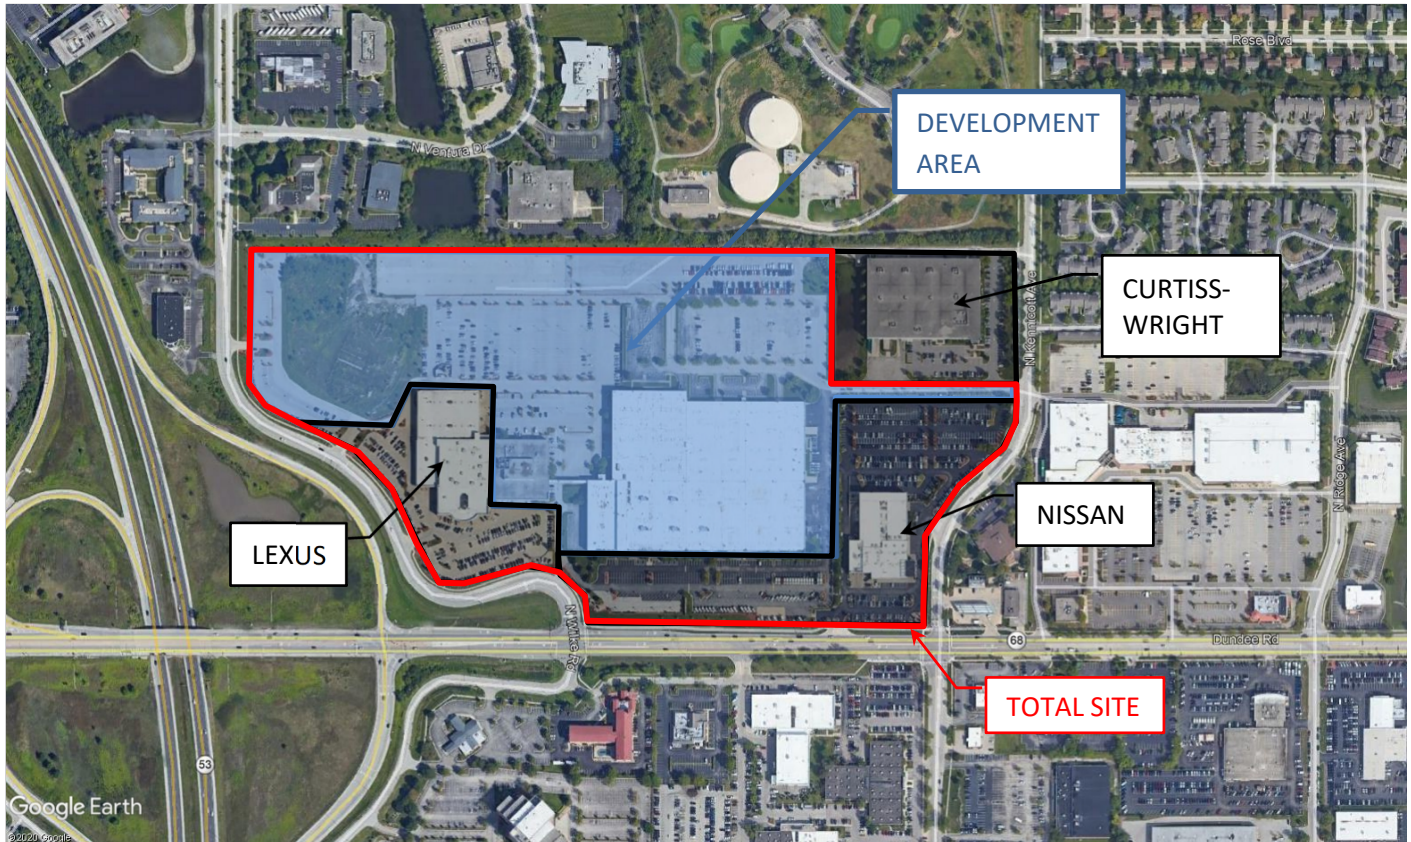 Rose Blvd
DEVELOPMENT
AREA
N Ventura Dr
CURTISS-
WRIGHT
N Kennicott Ave
N Ridge Ave
NISSAN
LEXUS
N Wilke Rd
68
Dundee Rd
TOTAL SITE
53
Google Earth
©2020 Google